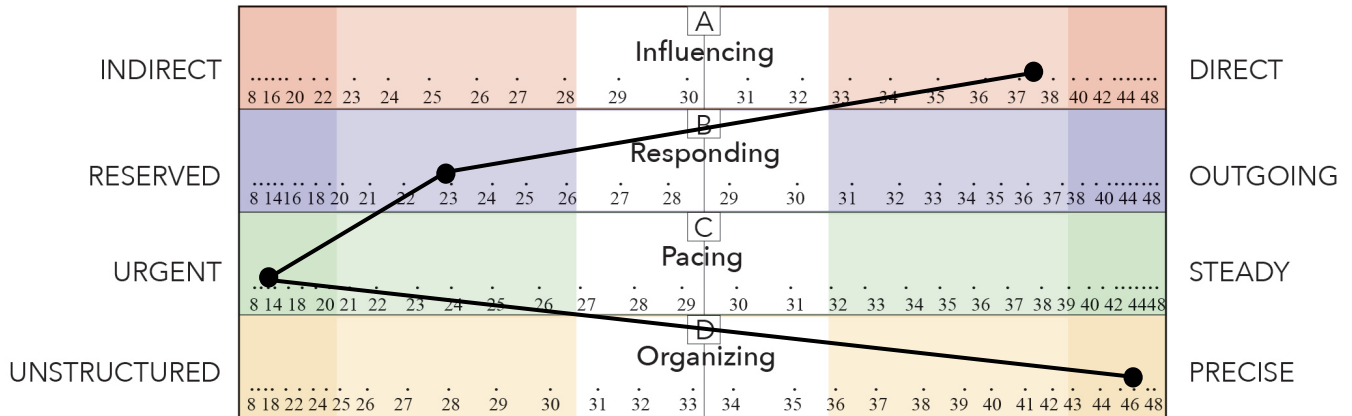 A
Influencing
INDIRECT DIRECT
8 16 20 22 23 24 25 26 27 28 29 30 31 32 33 34 35 36 37 38 40 42 44 48
B
Responding
RESERVED OUTGOING
8 14 16 18 20 21 22 23 24 25 26 27 28 29 30 31 32 33 34 35 36 37 38 40 44 48
C
Pacing
URGENT STEADY
8 14 18 20 21 22 23 24 25 26 27 28 29 30 31 32 33 34 35 36 37 38 39 40 42 44 48
D
Organizing
UNSTRUCTURED PRECISE
8 18 22 24 25 26 27 28 29 30 31 32 33 34 35 36 37 38 39 40 41 42 43 44 46 48